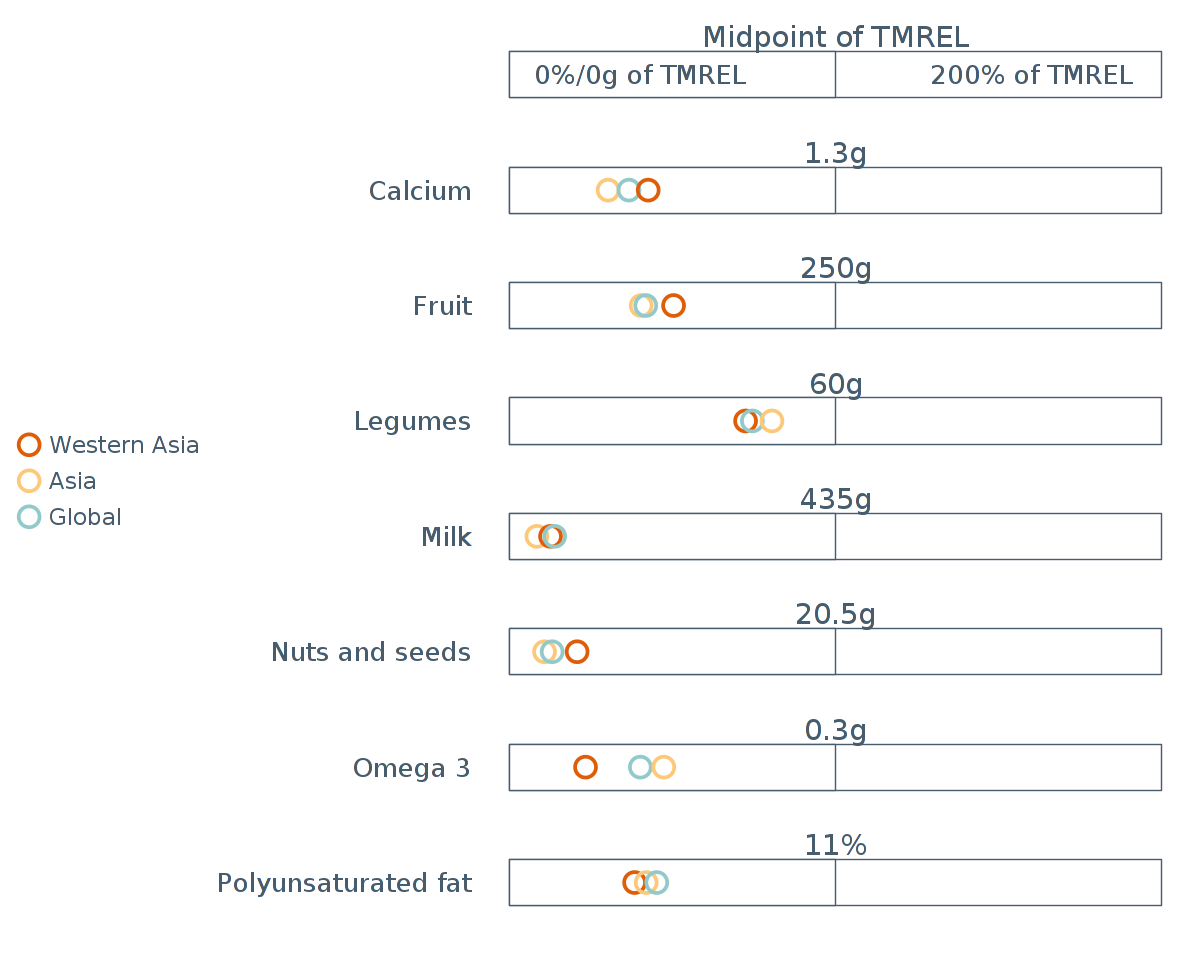 Midpoint of TMREL
0%/0g of TMREL
200% of TMREL
1.3g
Calcium
250g
Fruit
60g
Legumes
Western Asia
Asia
Global
435g
Milk
20.5g
Nuts and seeds
0.3g
Omega 3
11%
Polyunsaturated fat